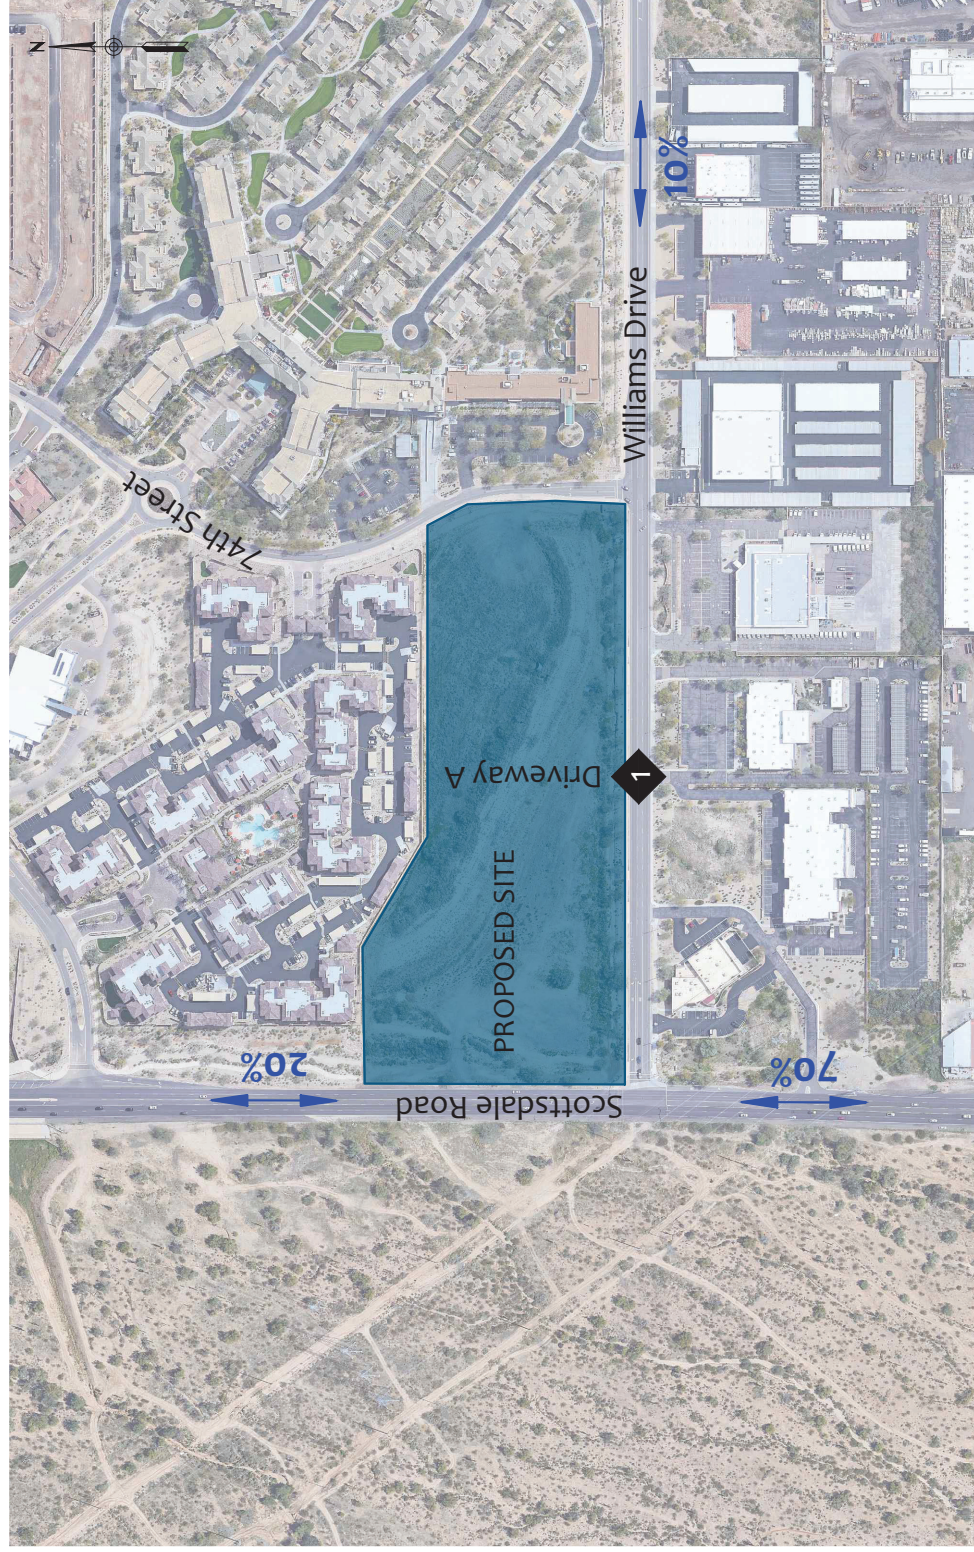 N
74th Street
20%
PROPOSED SITE
Driveway A
1
Williams Drive
10%
Scottsdale Road
70%